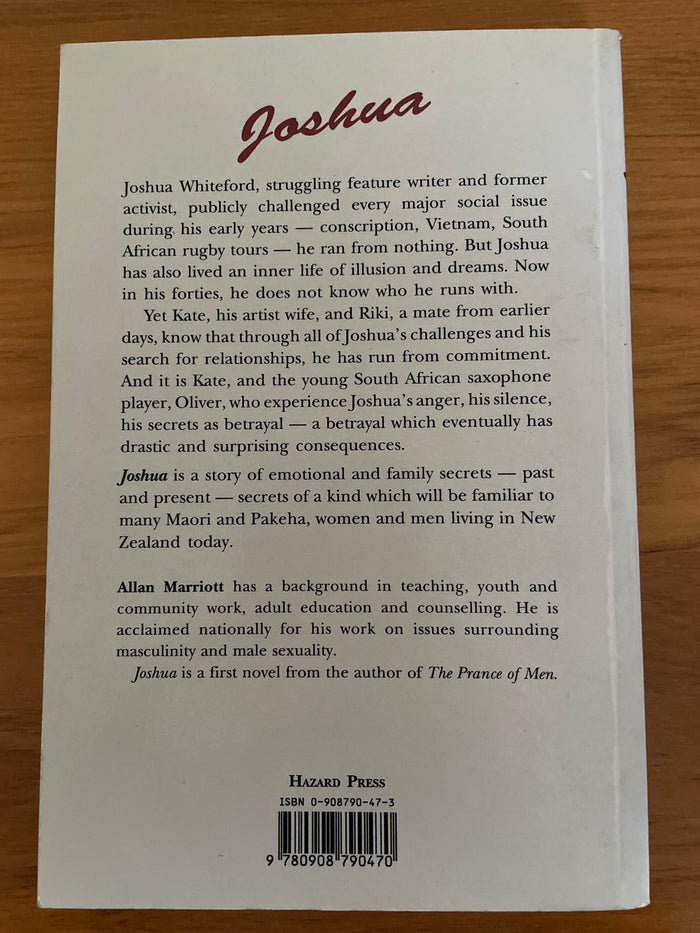 Joshua
Joshua Whiteford, struggling feature writer and former
activist, publicly challenged every major social issue
during his early years — conscription, Vietnam, South
African rugby tours — he ran from nothing. But Joshua
has also lived an inner life of illusion and dreams. Now
in his forties, he does not know who he runs with.
Yet Kate, his artist wife, and Riki, a mate from earlier
days, know that through all of Joshua's challenges and his
search for relationships, he has run from commitment.
And it is Kate, and the young South African saxophone
player, Oliver, who experience Joshua's anger, his silence,
his secrets as betrayal — a betrayal which eventually has
drastic and surprising consequences.
Joshua is a story of emotional and family secrets — past
and present — secrets of a kind which will be familiar to
many Maori and Pakeha, women and men living in New
Zealand today.
Allan Marriott has a background in teaching, youth and
community work, adult education and counselling. He is
acclaimed nationally for his work on issues surrounding
masculinity and male sexuality.
Joshua is a first novel from the author of The Prance of Men.
Hazard Press
ISBN 0-908790-47-3
9 780908 790470